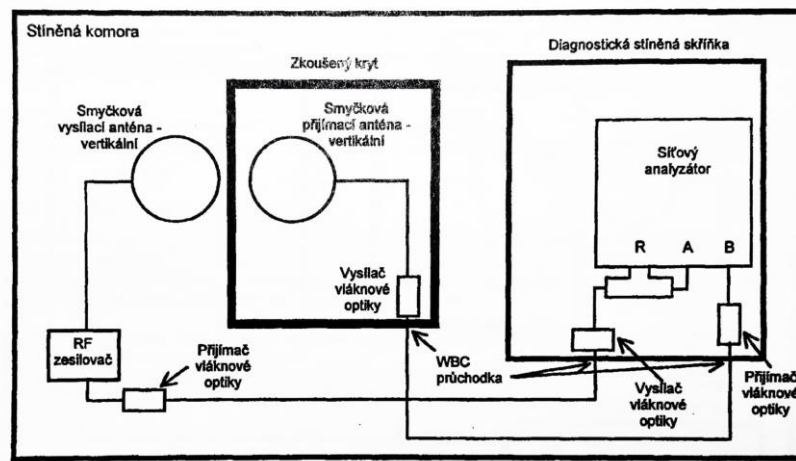 Stíněná komora
Zkoušený kryt
Diagnostická stíněná skříňka
Smyčková
vysílací anténa -
vertikální
Smyčková
přijímací anténa -
vertikální
Síťový
analyzátor
R A B
Vysílač
vláknové
optiky
RF
zesilovač
Přijímač
vláknové
optiky
WBC
průchodka
Vysílač
vláknové
optiky
Přijímač
vláknové
optiky